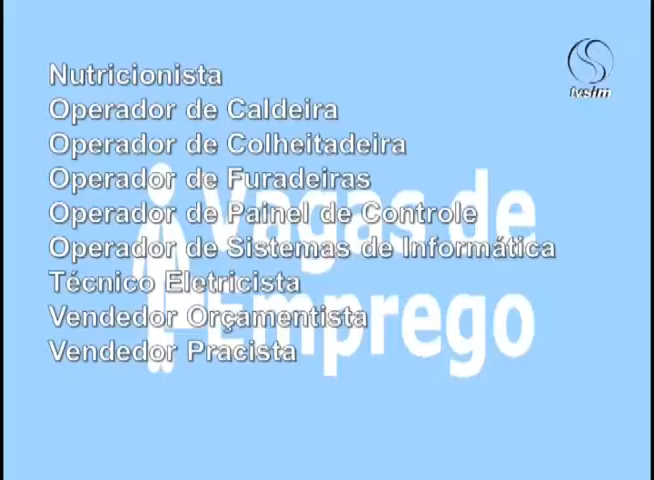 Nutricionista
Operador de Caldeira
Operador de Colheitadeira
Operador de Furadeiras
Operador de Painel de Controle
Operador de Sistemas de Informática
Técnico Eletricista
Vendedor Orçamentista
Vendedor Pracista
Vagas de
Emprego
tvsim